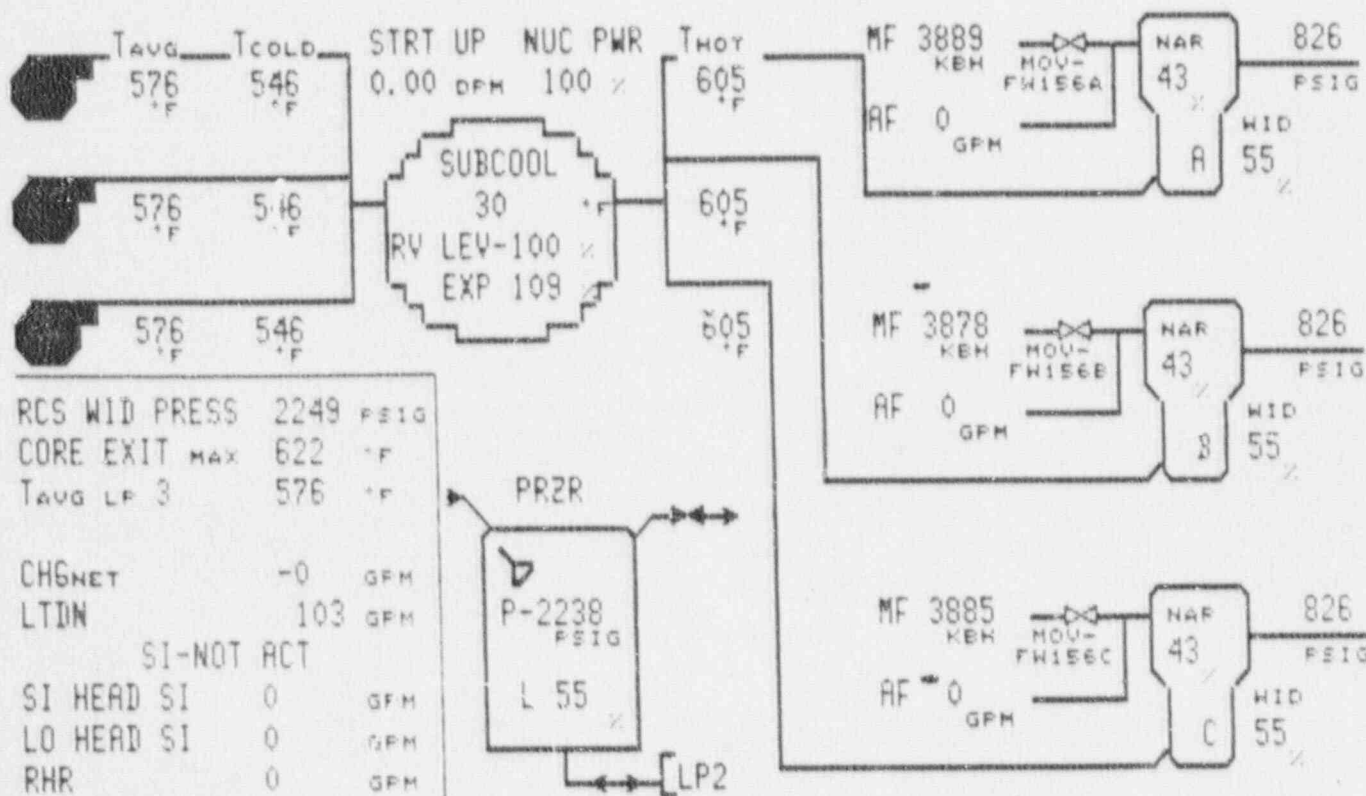 TAVG TCOLD STRT UP NUC PWR THOT
576 °F 546 °F 0.00 DPM 100 % 605 °F
SUBCOOL
30 °F
RV LEV-100 %
EXP 109 %
576 °F 546 °F 605 °F
576 °F 546 °F 605 °F
MF 3889 KBH
MOV-FW156A
AF 0 GPM
NAR
43 %
A
826 PSIG
WID
55 %
MF 3878 KBH
MOV-FW156B
AF 0 GPM
NAR
43 %
B
826 PSIG
WID
55 %
RCS WID PRESS 2249 PSIG
CORE EXIT MAX 622 °F
TAVG LP 3 576 °F
CHGNET -0 GPM
LTDN 103 GPM
SI-NOT ACT
SI HEAD SI 0 GPM
LO HEAD SI 0 GPM
RHR 0 GPM
PRZR
P-2238 PSIG
L 55 %
LP2
MF 3885 KBH
MOV-FW156C
AF 0 GPM
NAR
43 %
C
826 PSIG
WID
55 %